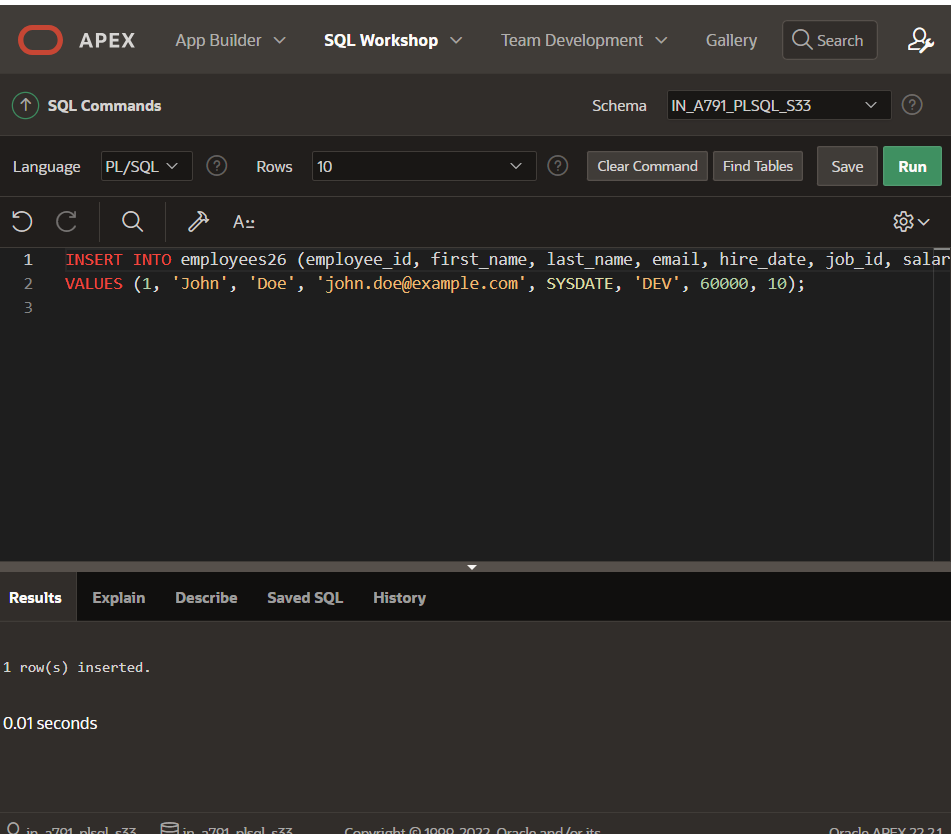 APEX App Builder SQL Workshop Team Development Gallery Search
SQL Commands Schema IN_A791_PLSQL_S33
Language PL/SQL Rows 10 Clear Command Find Tables Save Run
A::
1 INSERT INTO employees26 (employee_id, first_name, last_name, email, hire_date, job_id, salar
2 VALUES (1, 'John', 'Doe', 'john.doe@example.com', SYSDATE, 'DEV', 60000, 10);
3
Results Explain Describe Saved SQL History
1 row(s) inserted.
0.01 seconds
in_a791_plsql_s33 in_a791_plsql_s33 Copyright © 1999, 2022, Oracle and/or its Oracle APEX 22.2.1